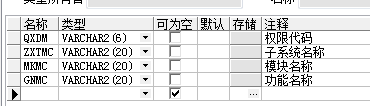 名称 类型 可为空 默认 存储 注释
QXDM VARCHAR2(6) 权限代码
ZXTMC VARCHAR2(20) 子系统名称
MKMC VARCHAR2(20) 模块名称
GNMC VARCHAR2(20) 功能名称
...